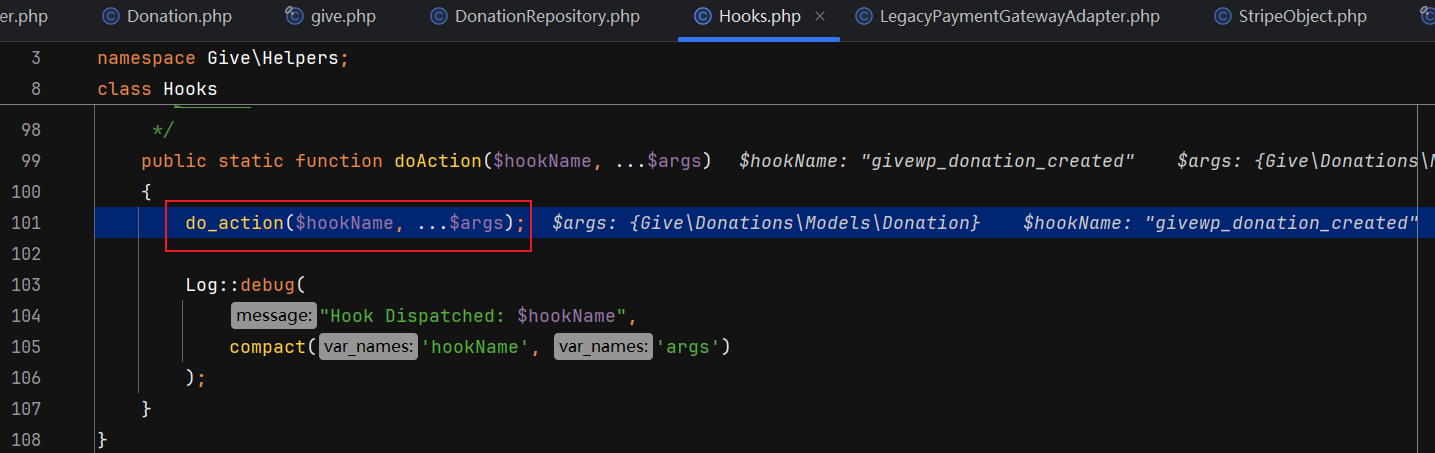 er.php Donation.php give.php DonationRepository.php Hooks.php × LegacyPaymentGatewayAdapter.php StripeObject.php
3 namespace Give\Helpers;
8 class Hooks
98 */
99 public static function doAction($hookName, ...$args) $hookName: "givewp_donation_created" $args: {Give\Donations\M
100 {
101 do_action($hookName, ...$args); $args: {Give\Donations\Models\Donation} $hookName: "givewp_donation_created"
102
103 Log::debug(
104 message: "Hook Dispatched: $hookName",
105 compact( var_names: 'hookName', var_names: 'args')
106 );
107 }
108 }